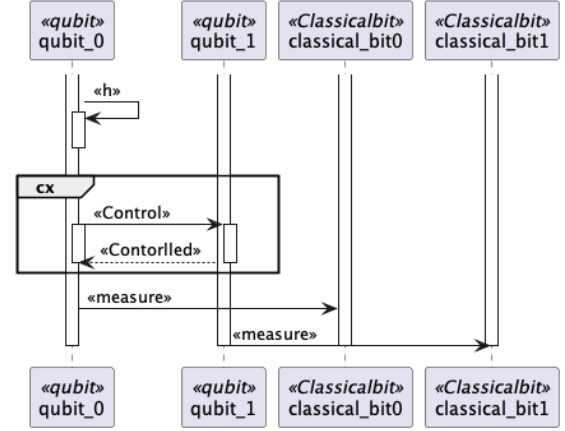 «qubit» «qubit» «Classicalbit» «Classicalbit»
qubit_0 qubit_1 classical_bit0 classical_bit1
«h»
cx
«Control»
«Contorlled»
«measure»
«measure»
«qubit» «qubit» «Classicalbit» «Classicalbit»
qubit_0 qubit_1 classical_bit0 classical_bit1